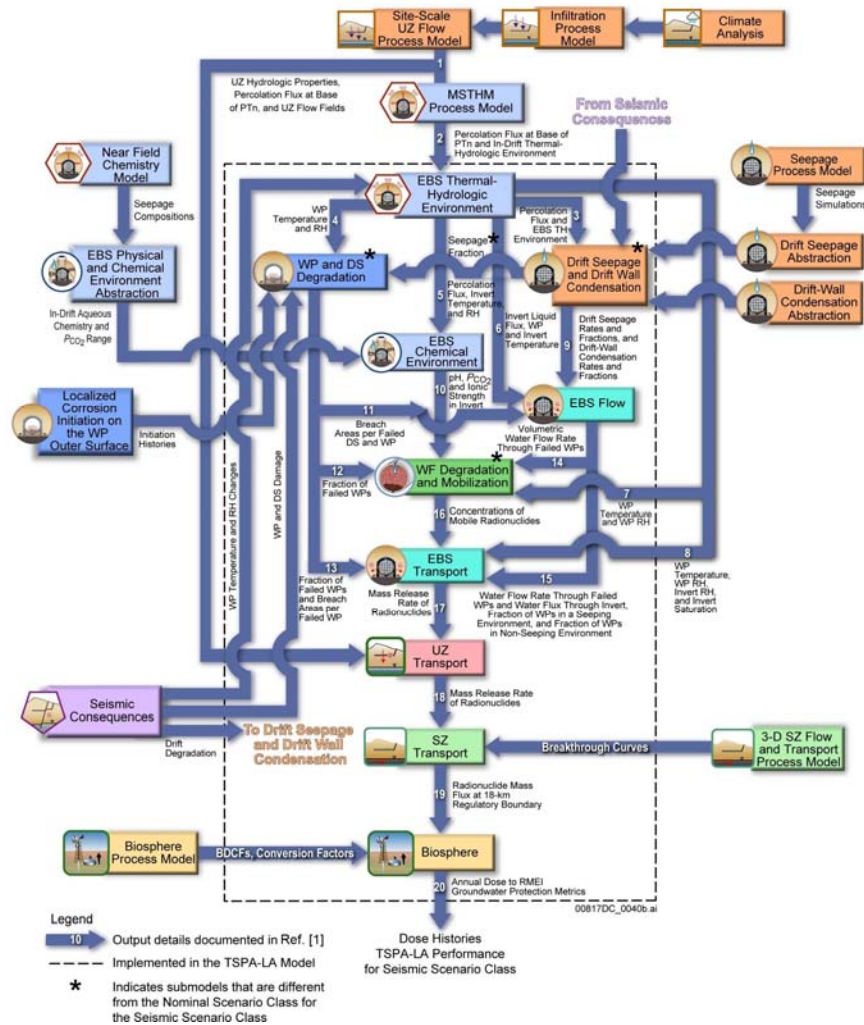 Site-Scale
UZ Flow
Process Model
Infiltration
Process Model
Climate
Analysis
1
UZ Hydrologic Properties,
Percolation Flux at Base
of PTn, and UZ Flow Fields
MSTHM
Process Model
From Seismic
Consequences
2
Percolation Flux at Base of
PTn and In-Drift Thermal-
Hydrologic Environment
Near Field
Chemistry
Model
Seepage
Process Model
EBS Thermal-
Hydrologic
Environment
Seepage
Compositions
Seepage
Simulations
WP
Temperature
and RH
4
3
Percolation
Flux and
EBS TH
Environment
Seepage
Fraction
*
EBS Physical
and Chemical
Environment
Abstraction
WP and DS
Degradation
*
Drift Seepage
and Drift Wall
Condensation
*
Drift Seepage
Abstraction
5
Percolation
Flux, Invert
Temperature,
and RH
Drift-Wall
Condensation
Abstraction
In-Drift Aqueous
Chemistry and
PCO2 Range
6
Invert Liquid
Flux, WP
and Invert
Temperature
9
Drift Seepage
Rates and
Fractions, and
Drift-Wall
Condensation
Rates and
Fractions
EBS
Chemical
Environment
10
pH, PCO2
and Ionic
Strength
in Invert
Localized
Corrosion
Initiation on
the WP
Outer Surface
Initiation
Histories
11
Breach
Areas per Failed
DS and WP
EBS Flow
Volumetric
Water Flow Rate
Through Failed WPs
14
WP Temperature and RH Changes
WP and DS Damage
12
Fraction of
Failed WPs
WF Degradation
and Mobilization
*
7
WP
Temperature
and WP RH
16
Concentrations of
Mobile Radionuclides
EBS
Transport
8
WP
Temperature,
WP RH,
Invert RH,
and Invert
Saturation
13
Fraction of
Failed WPs
and Breach
Areas per
Failed WP
15
Mass Release
Rate of
Radionuclides
17
Water Flow Rate Through Failed
WPs and Water Flux Through Invert,
Fraction of WPs in a Seeping
Environment, and Fraction of WPs
in Non-Seeping Environment
UZ
Transport
Seismic
Consequences
18
Mass Release Rate
of Radionuclides
Drift
Degradation
To Drift Seepage
and Drift Wall
Condensation
SZ
Transport
Breakthrough Curves
3-D SZ Flow
and Transport
Process Model
19
Radionuclide Mass
Flux at 18-km
Regulatory Boundary
Biosphere
Process Model
BDCFs, Conversion Factors
Biosphere
20
Annual Dose to RMEI
Groundwater Protection Metrics
00817DC_0040b.ai
Legend
10
Output details documented in Ref. [1]
Implemented in the TSPA-LA Model
*
Indicates submodels that are different
from the Nominal Scenario Class for
the Seismic Scenario Class
Dose Histories
TSPA-LA Performance
for Seismic Scenario Class